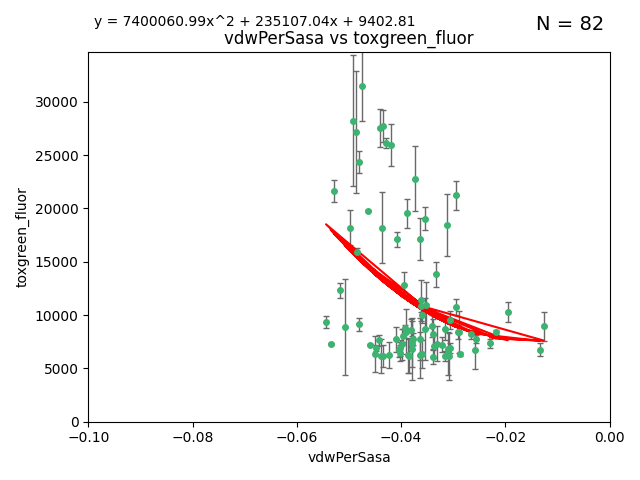 y = 7400060.99x^2 + 235107.04x + 9402.81
N = 82
vdwPerSasa vs toxgreen_fluor
toxgreen_fluor
30000
25000
20000
15000
10000
5000
0
−0.10 −0.08 −0.06 −0.04 −0.02 0.00
vdwPerSasa